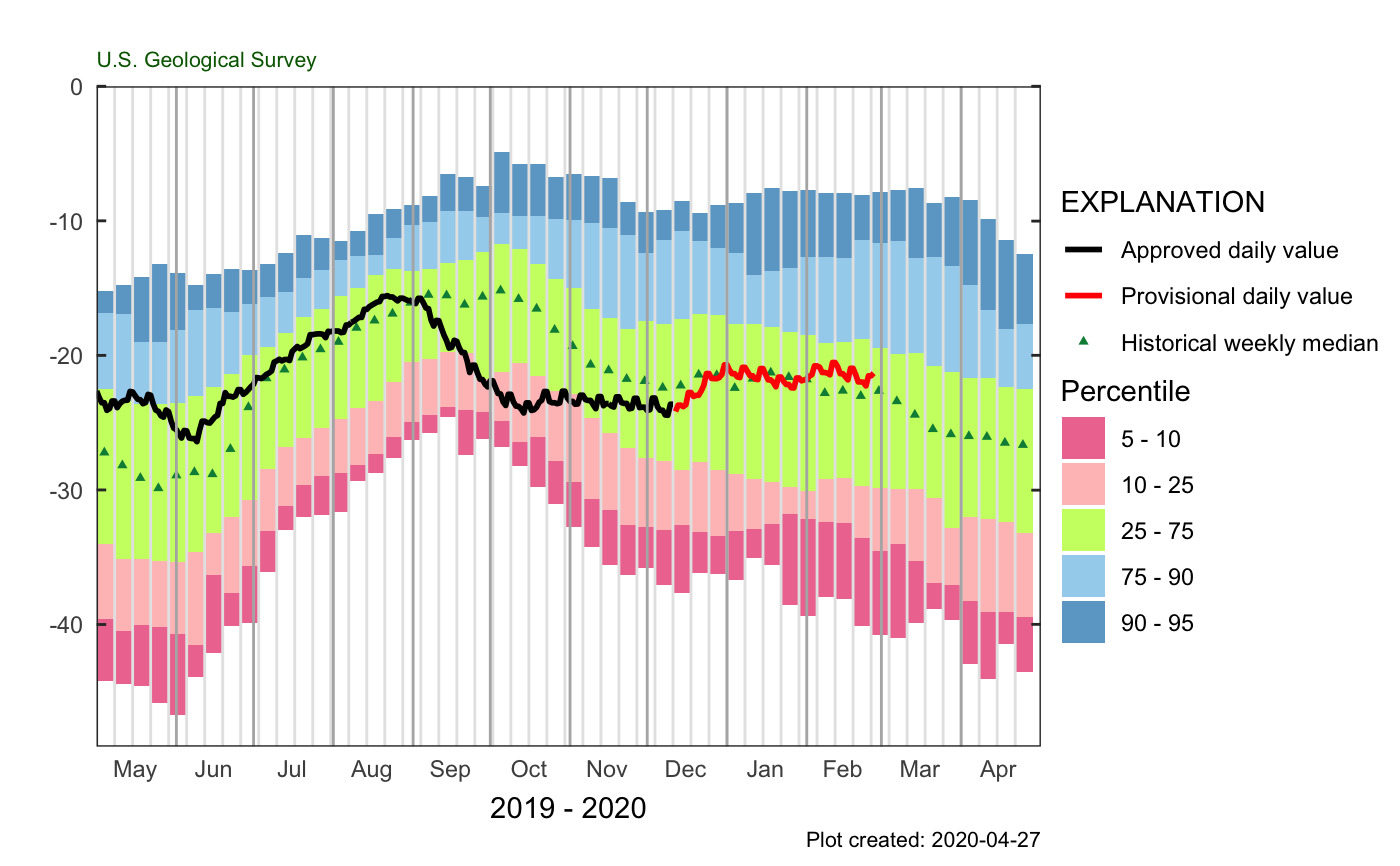 U.S. Geological Survey
0
-10
-20
-30
-40
May Jun Jul Aug Sep Oct Nov Dec Jan Feb Mar Apr
2019 - 2020
Plot created: 2020-04-27
EXPLANATION
Approved daily value
Provisional daily value
Historical weekly median
Percentile
5 - 10
10 - 25
25 - 75
75 - 90
90 - 95